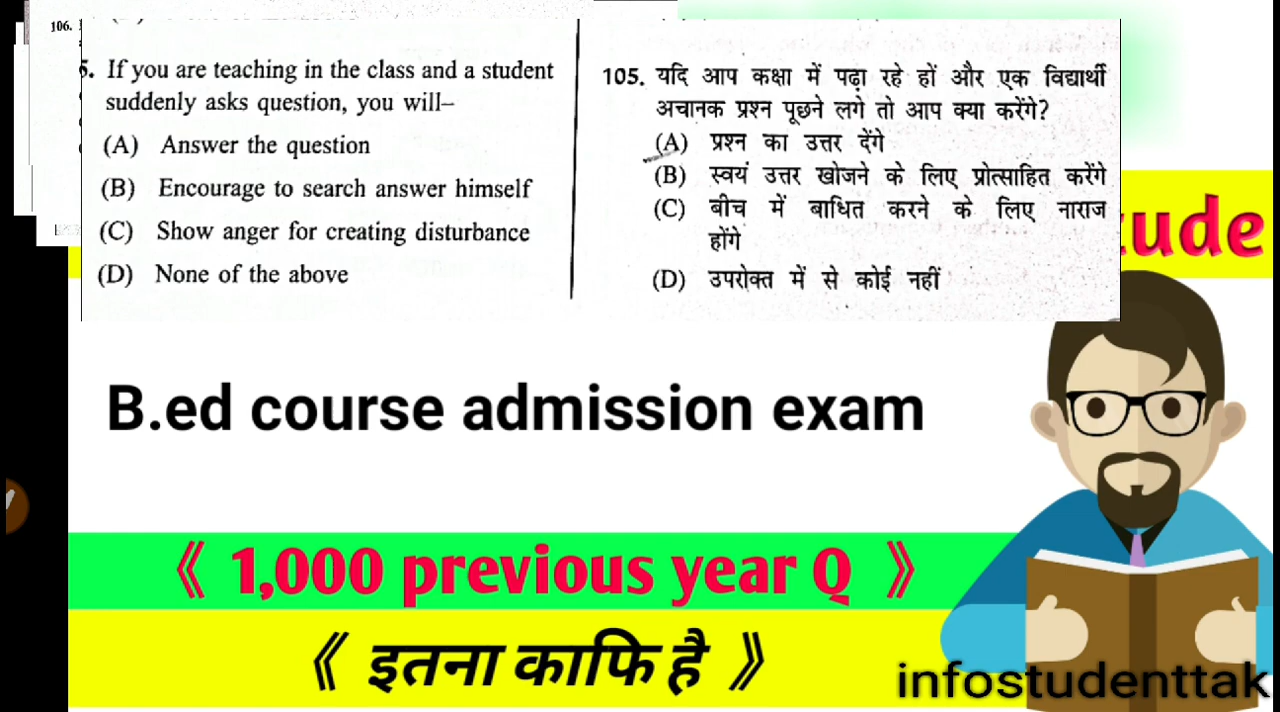 106.
5. If you are teaching in the class and a student
suddenly asks question, you will–
(A) Answer the question
(B) Encourage to search answer himself
(C) Show anger for creating disturbance
(D) None of the above
105. यदि आप कक्षा में पढ़ा रहे हों और एक विद्यार्थी
अचानक प्रश्न पूछने लगे तो आप क्या करेंगे?
(A) प्रश्न का उत्तर देंगे
(B) स्वयं उत्तर खोजने के लिए प्रोत्साहित करेंगे
(C) बीच में बाधित करने के लिए नाराज
होंगे
(D) उपरोक्त में से कोई नहीं
tude
B.ed course admission exam
《 1,000 previous year Q 》
《 इतना काफि है 》
infostudenttak